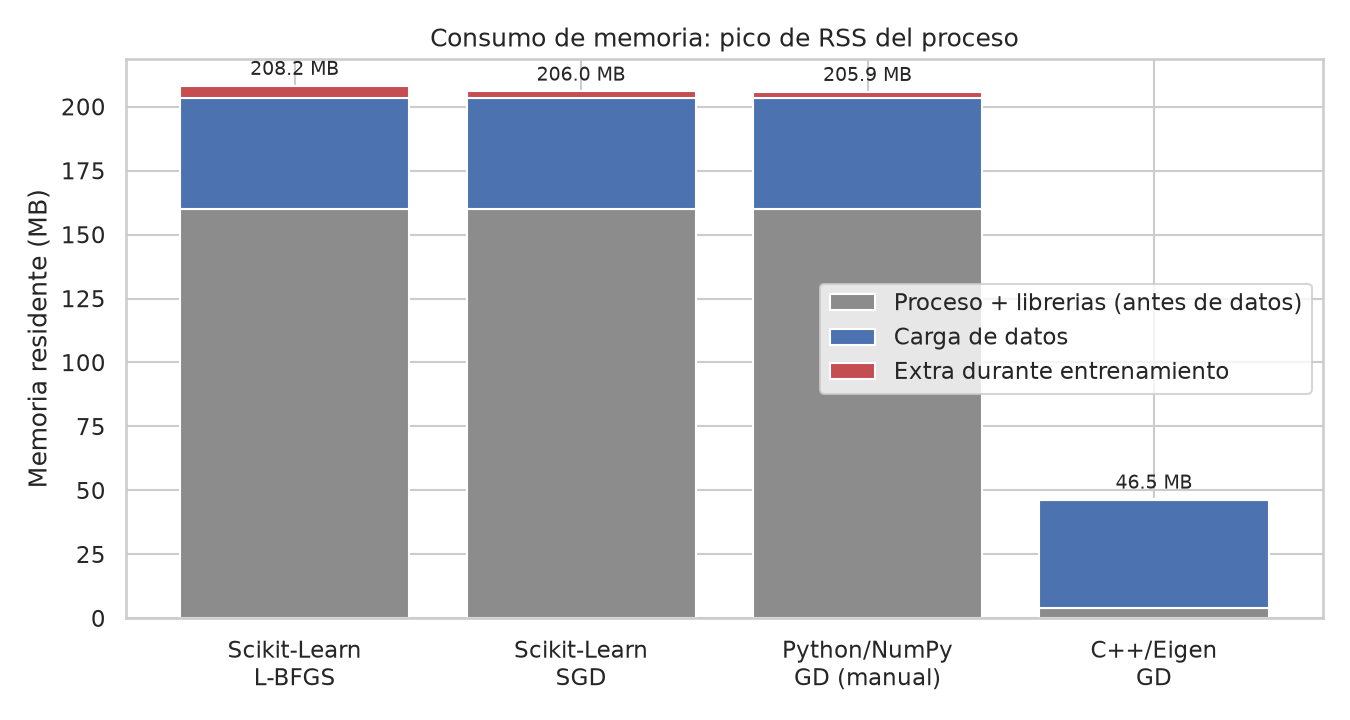 Consumo de memoria: pico de RSS del proceso
208.2 MB
206.0 MB
205.9 MB
46.5 MB
Memoria residente (MB)
200
175
150
125
100
75
50
25
0
Proceso + librerias (antes de datos)
Carga de datos
Extra durante entrenamiento
Scikit-Learn
L-BFGS
Scikit-Learn
SGD
Python/NumPy
GD (manual)
C++/Eigen
GD